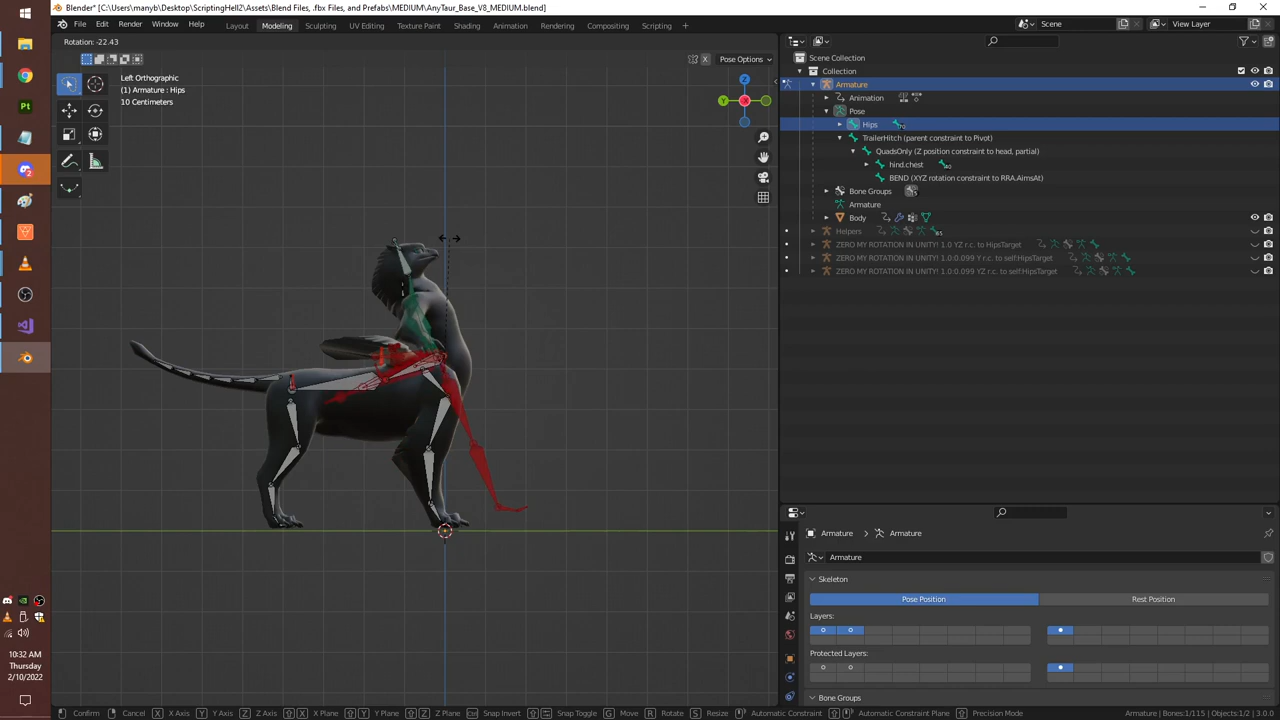 Blender* [C:\Users\manyb\Desktop\ScriptingHell2\Assets\Blend Files, .fbx Files, and Prefabs\MEDIUM\AnyTaur_Base_V8_MEDIUM.blend]
File Edit Render Window Help Layout Modeling Sculpting UV Editing Texture Paint Shading Animation Rendering Compositing Scripting + Scene View Layer
Rotation: -22.43
X Pose Options
Left Orthographic
(1) Armature : Hips
10 Centimeters
Z
Y X
Scene Collection
Collection
Armature
Animation
Pose
Hips
TrailerHitch (parent constraint to Pivot)
QuadsOnly (Z position constraint to head, partial)
hind.chest
BEND (XYZ rotation constraint to RRA.AimsAt)
Bone Groups 5
Armature
Body
Helpers
ZERO MY ROTATION IN UNITY! 1.0 YZ r.c. to HipsTarget
ZERO MY ROTATION IN UNITY! 1.0:0.099 Y r.c. to self:HipsTarget
ZERO MY ROTATION IN UNITY! 1.0:0.099 YZ r.c. to self:HipsTarget
Armature Armature
Armature
Skeleton
Pose Position Rest Position
Layers:
Protected Layers:
Bone Groups
Pt
10:32 AM
Thursday
2/10/2022
Confirm Cancel X X Axis Y Y Axis Z Z Axis X X Plane Y Y Plane Z Z Plane Snap Invert Snap Toggle G Move R Rotate S Resize Automatic Constraint Automatic Constraint Plane Precision Mode Armature | Bones:1/115 | Objects:1/2 | 3.0.0